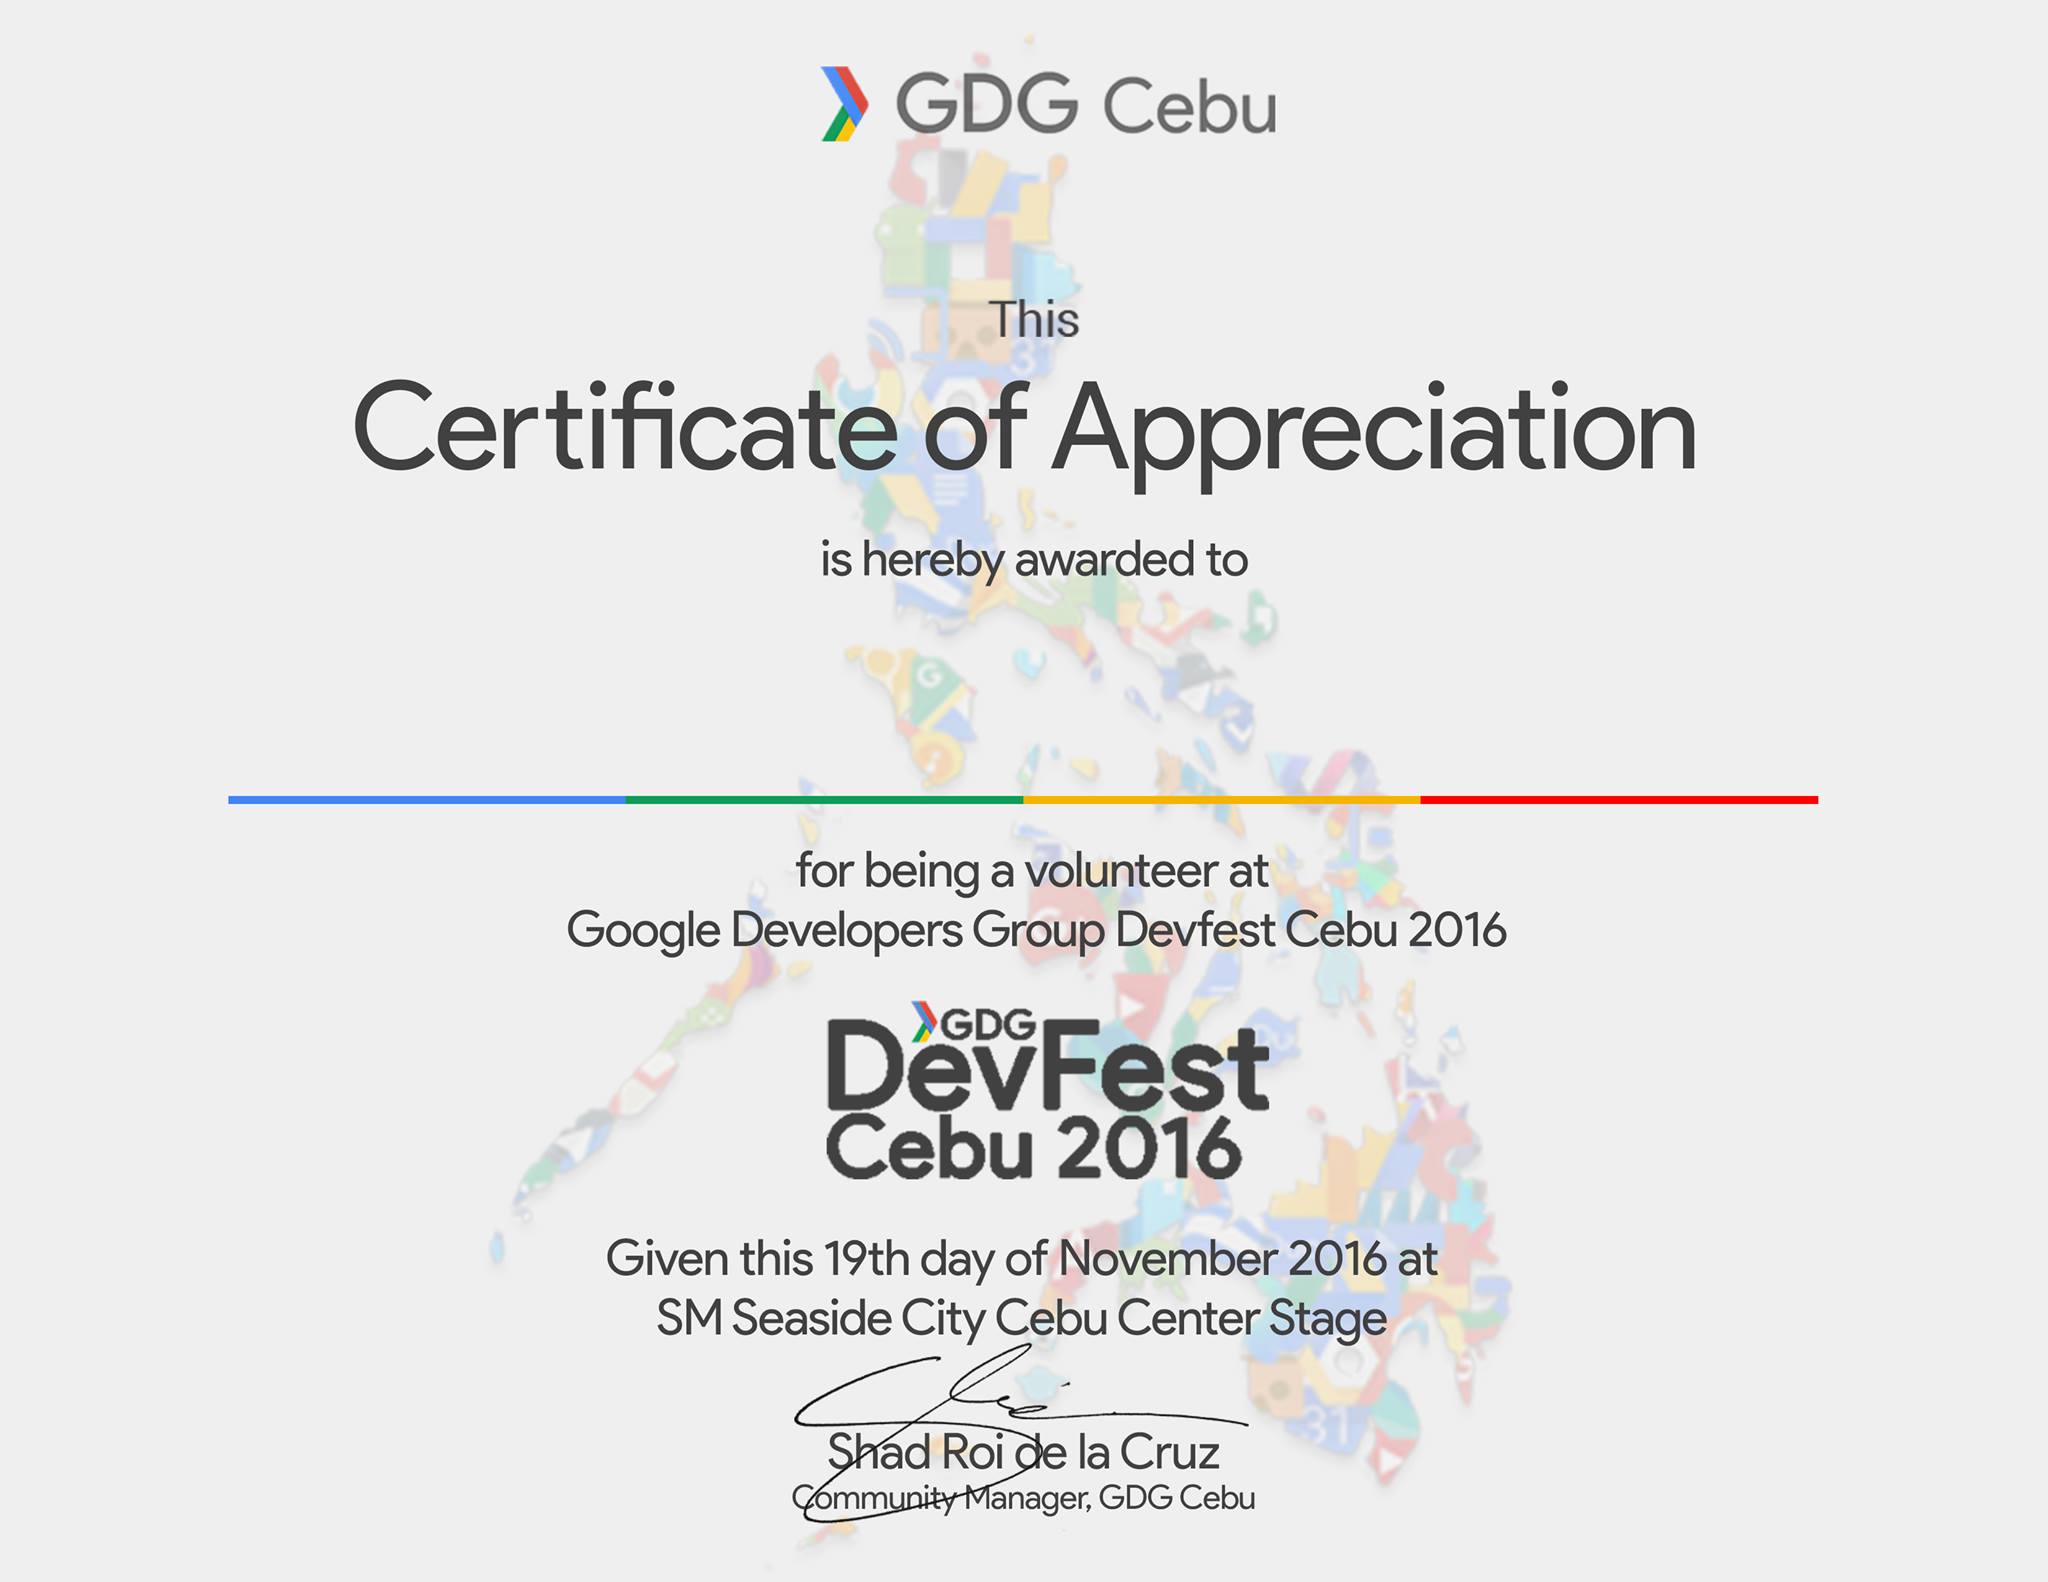 GDG Cebu
This
Certificate of Appreciation
is hereby awarded to
for being a volunteer at
Google Developers Group Devfest Cebu 2016
GDG
DevFest
Cebu 2016
Given this 19th day of November 2016 at
SM Seaside City Cebu Center Stage
Shad Roi de la Cruz
Community Manager, GDG Cebu
31
31
G
G+